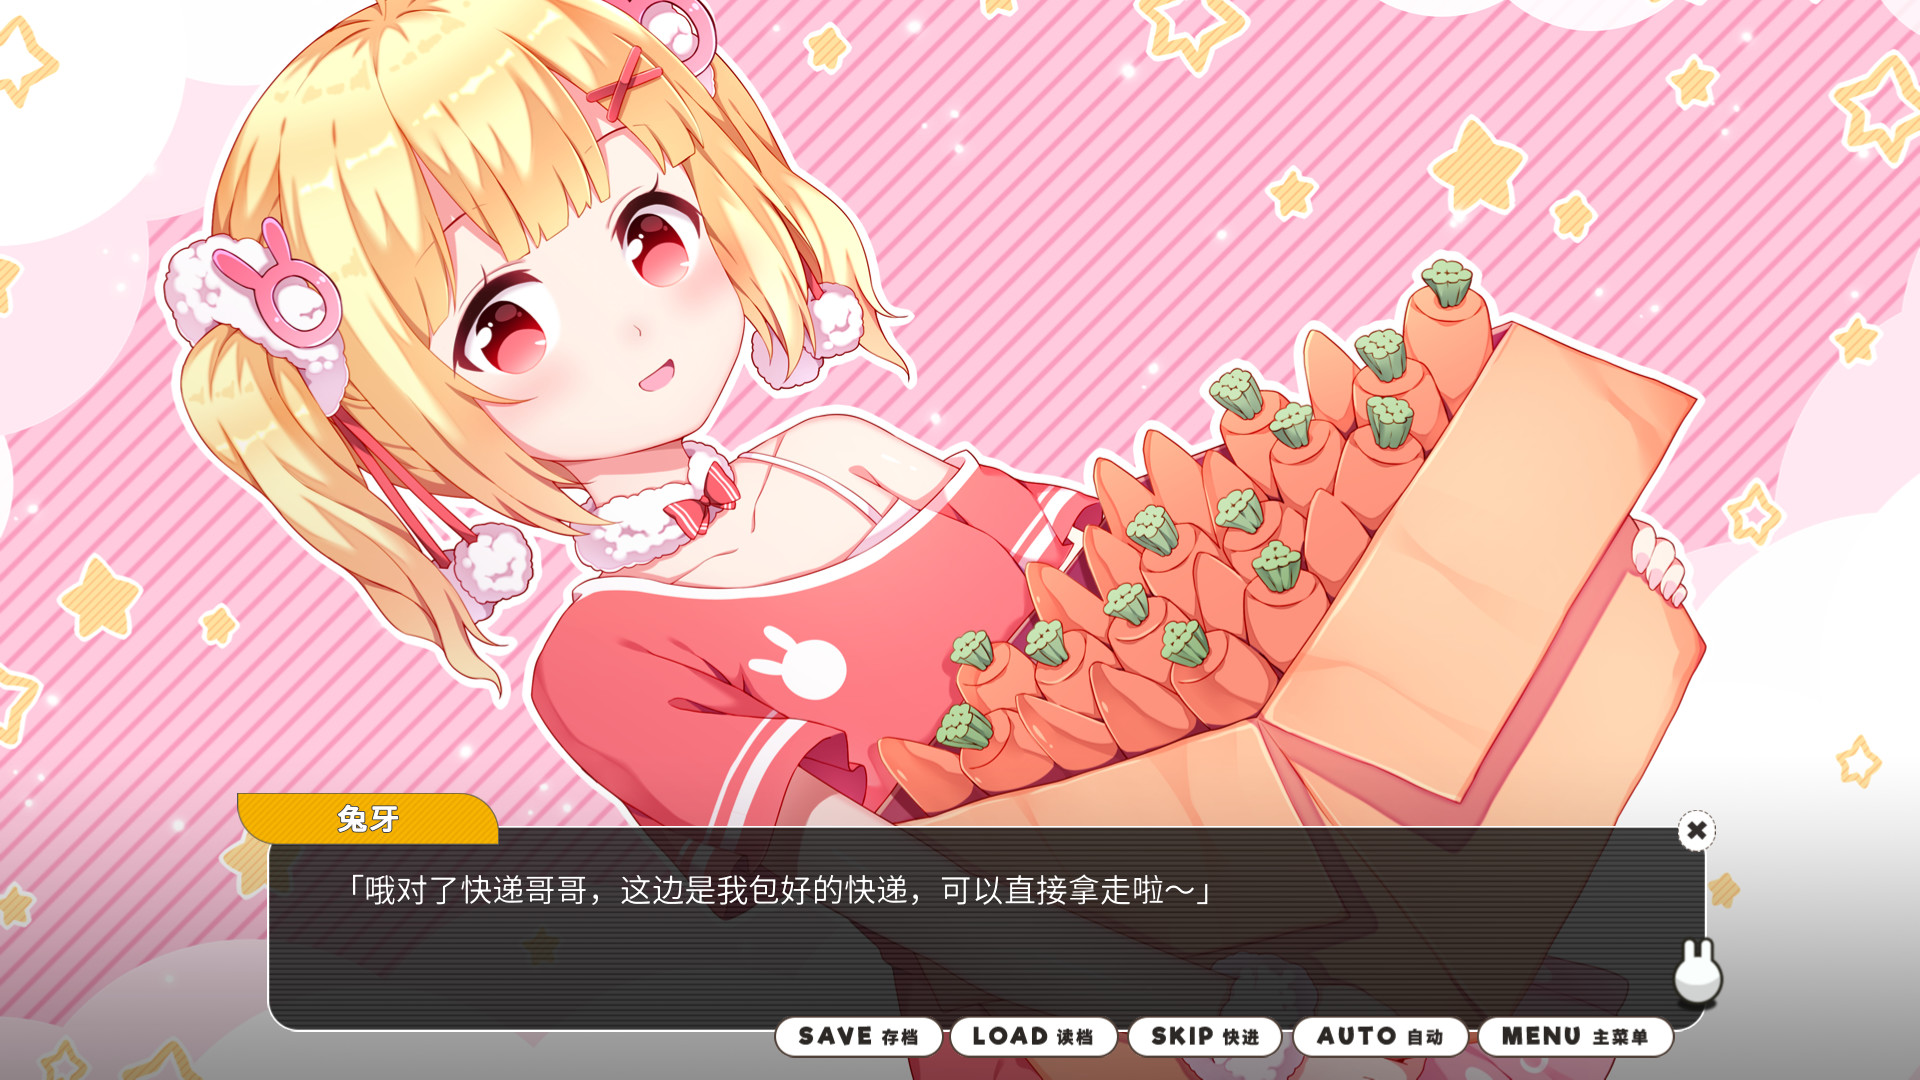 兔牙
「哦对了快递哥哥，这边是我包好的快递，可以直接拿走啦～」
SAVE 存档
LOAD 读档
SKIP 快进
AUTO 自动
MENU 主菜单